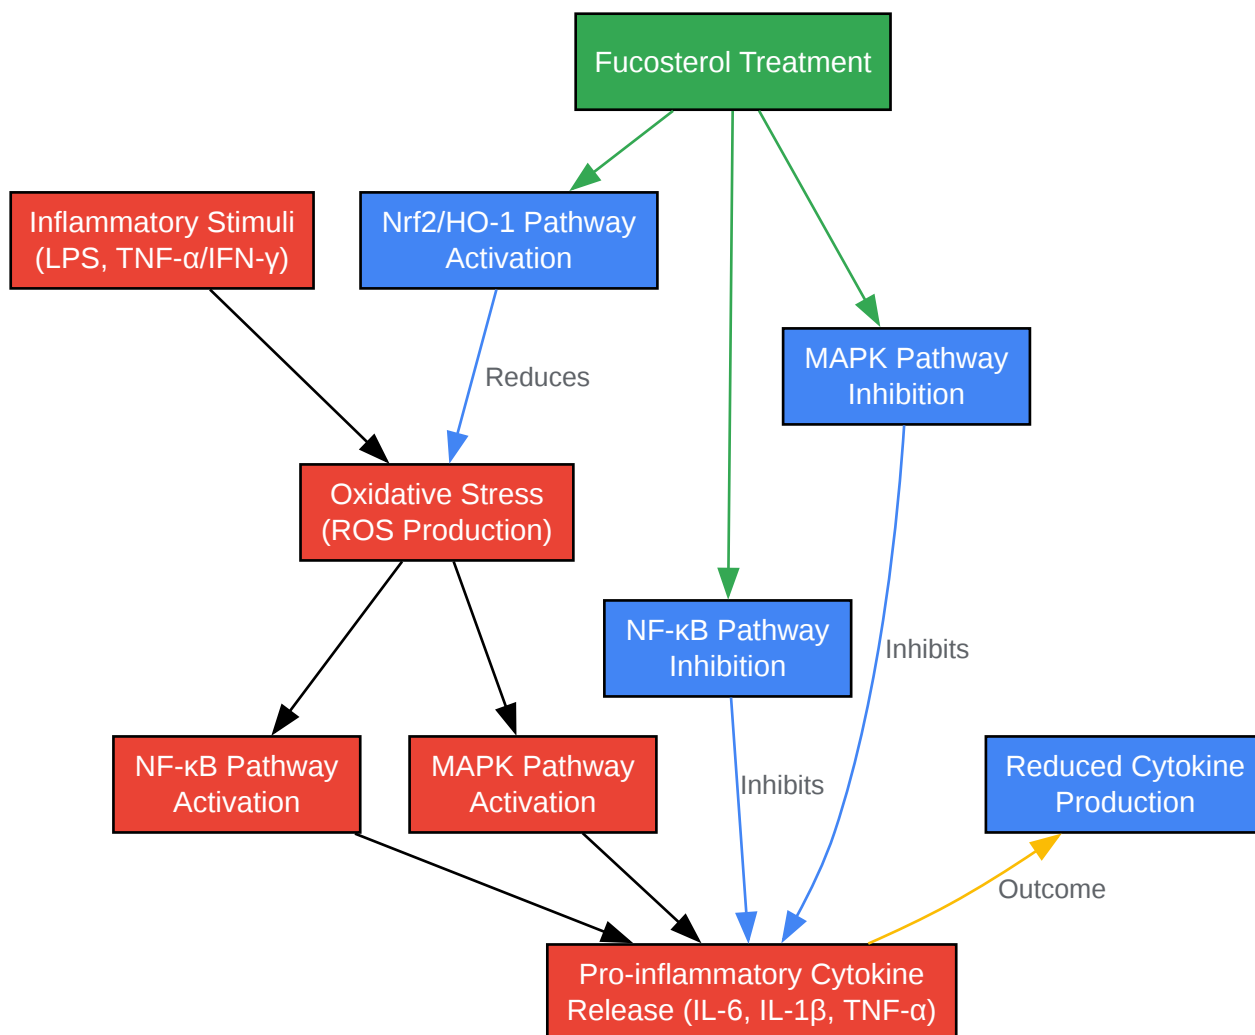 Fucosterol Treatment
Inflammatory Stimuli
(LPS, TNF-α/IFN-γ)
Nrf2/HO-1 Pathway
Activation
MAPK Pathway
Inhibition
Reduces
Oxidative Stress
(ROS Production)
NF-κB Pathway
Inhibition
Inhibits
NF-κB Pathway
Activation
MAPK Pathway
Activation
Inhibits
Reduced Cytokine
Production
Outcome
Pro-inflammatory Cytokine
Release (IL-6, IL-1β, TNF-α)